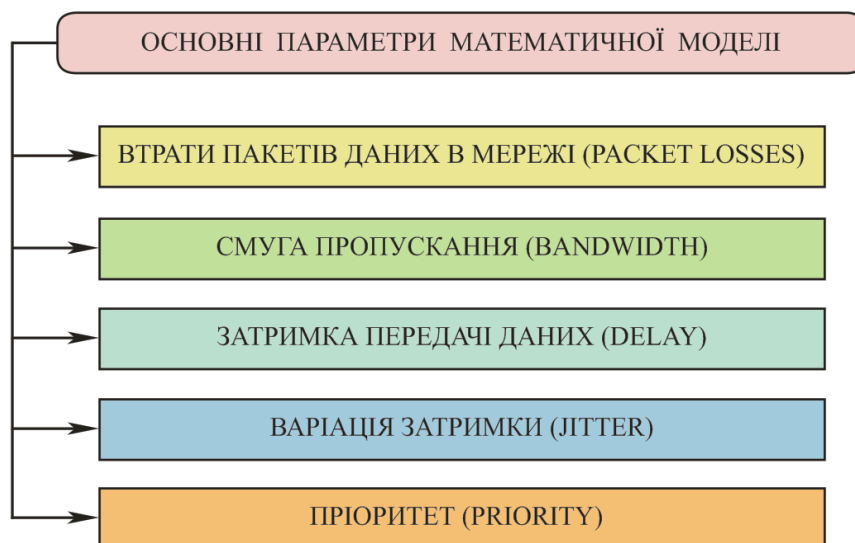 ОСНОВНІ ПАРАМЕТРИ МАТЕМАТИЧНОЇ МОДЕЛІ
ВТРАТИ ПАКЕТІВ ДАНИХ В МЕРЕЖІ (PACKET LOSSES)
СМУГА ПРОПУСКАННЯ (BANDWIDTH)
ЗАТРИМКА ПЕРЕДАЧІ ДАНИХ (DELAY)
ВАРІАЦІЯ ЗАТРИМКИ (JITTER)
ПРІОРИТЕТ (PRIORITY)